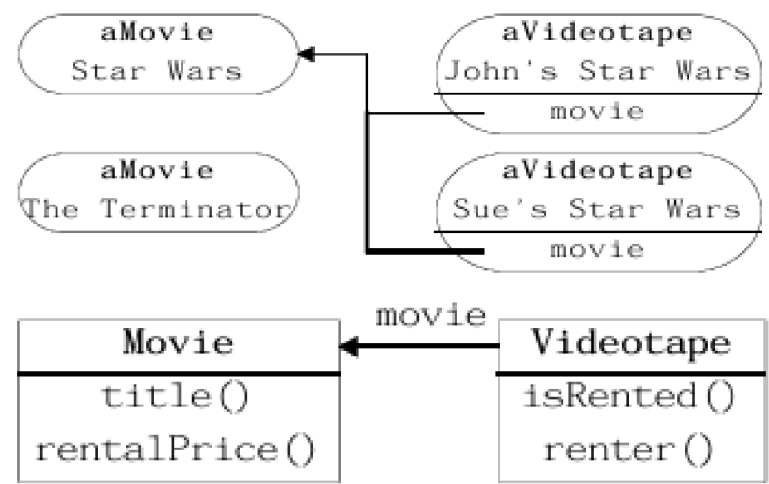 aMovie
Star Wars
aVideotape
John's Star Wars
movie
aMovie
The Terminator
aVideotape
Sue's Star Wars
movie
movie
Movie
title()
rentalPrice()
Videotape
isRented()
renter()